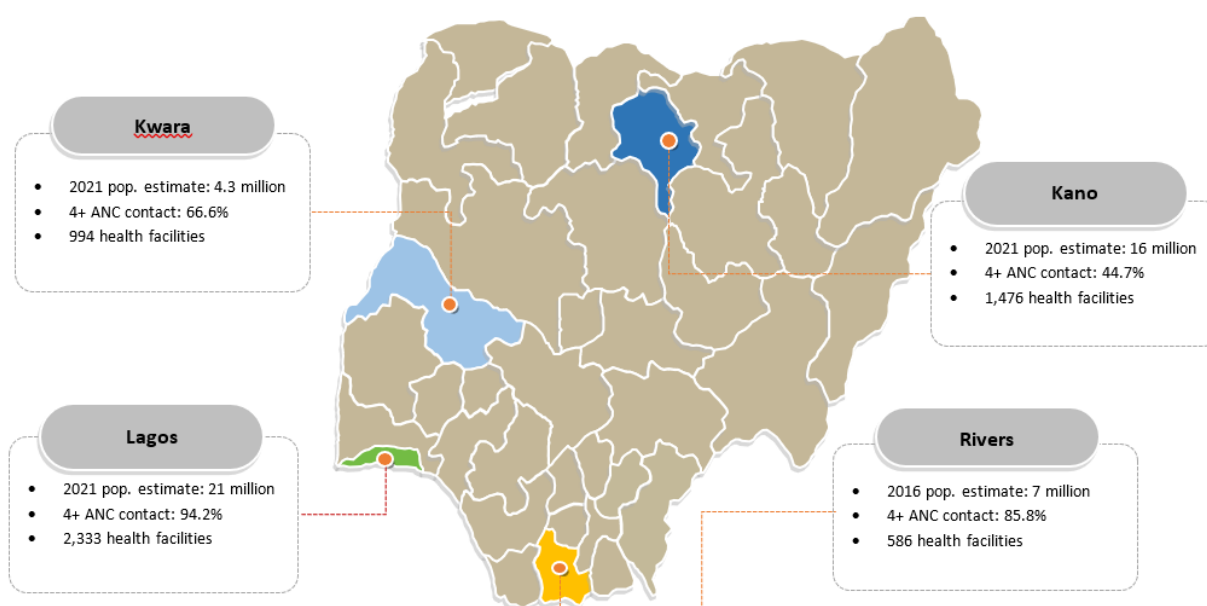 Kwara
• 2021 pop. estimate: 4.3 million
• 4+ ANC contact: 66.6%
• 994 health facilities
Kano
• 2021 pop. estimate: 16 million
• 4+ ANC contact: 44.7%
• 1,476 health facilities
Lagos
• 2021 pop. estimate: 21 million
• 4+ ANC contact: 94.2%
• 2,333 health facilities
Rivers
• 2016 pop. estimate: 7 million
• 4+ ANC contact: 85.8%
• 586 health facilities